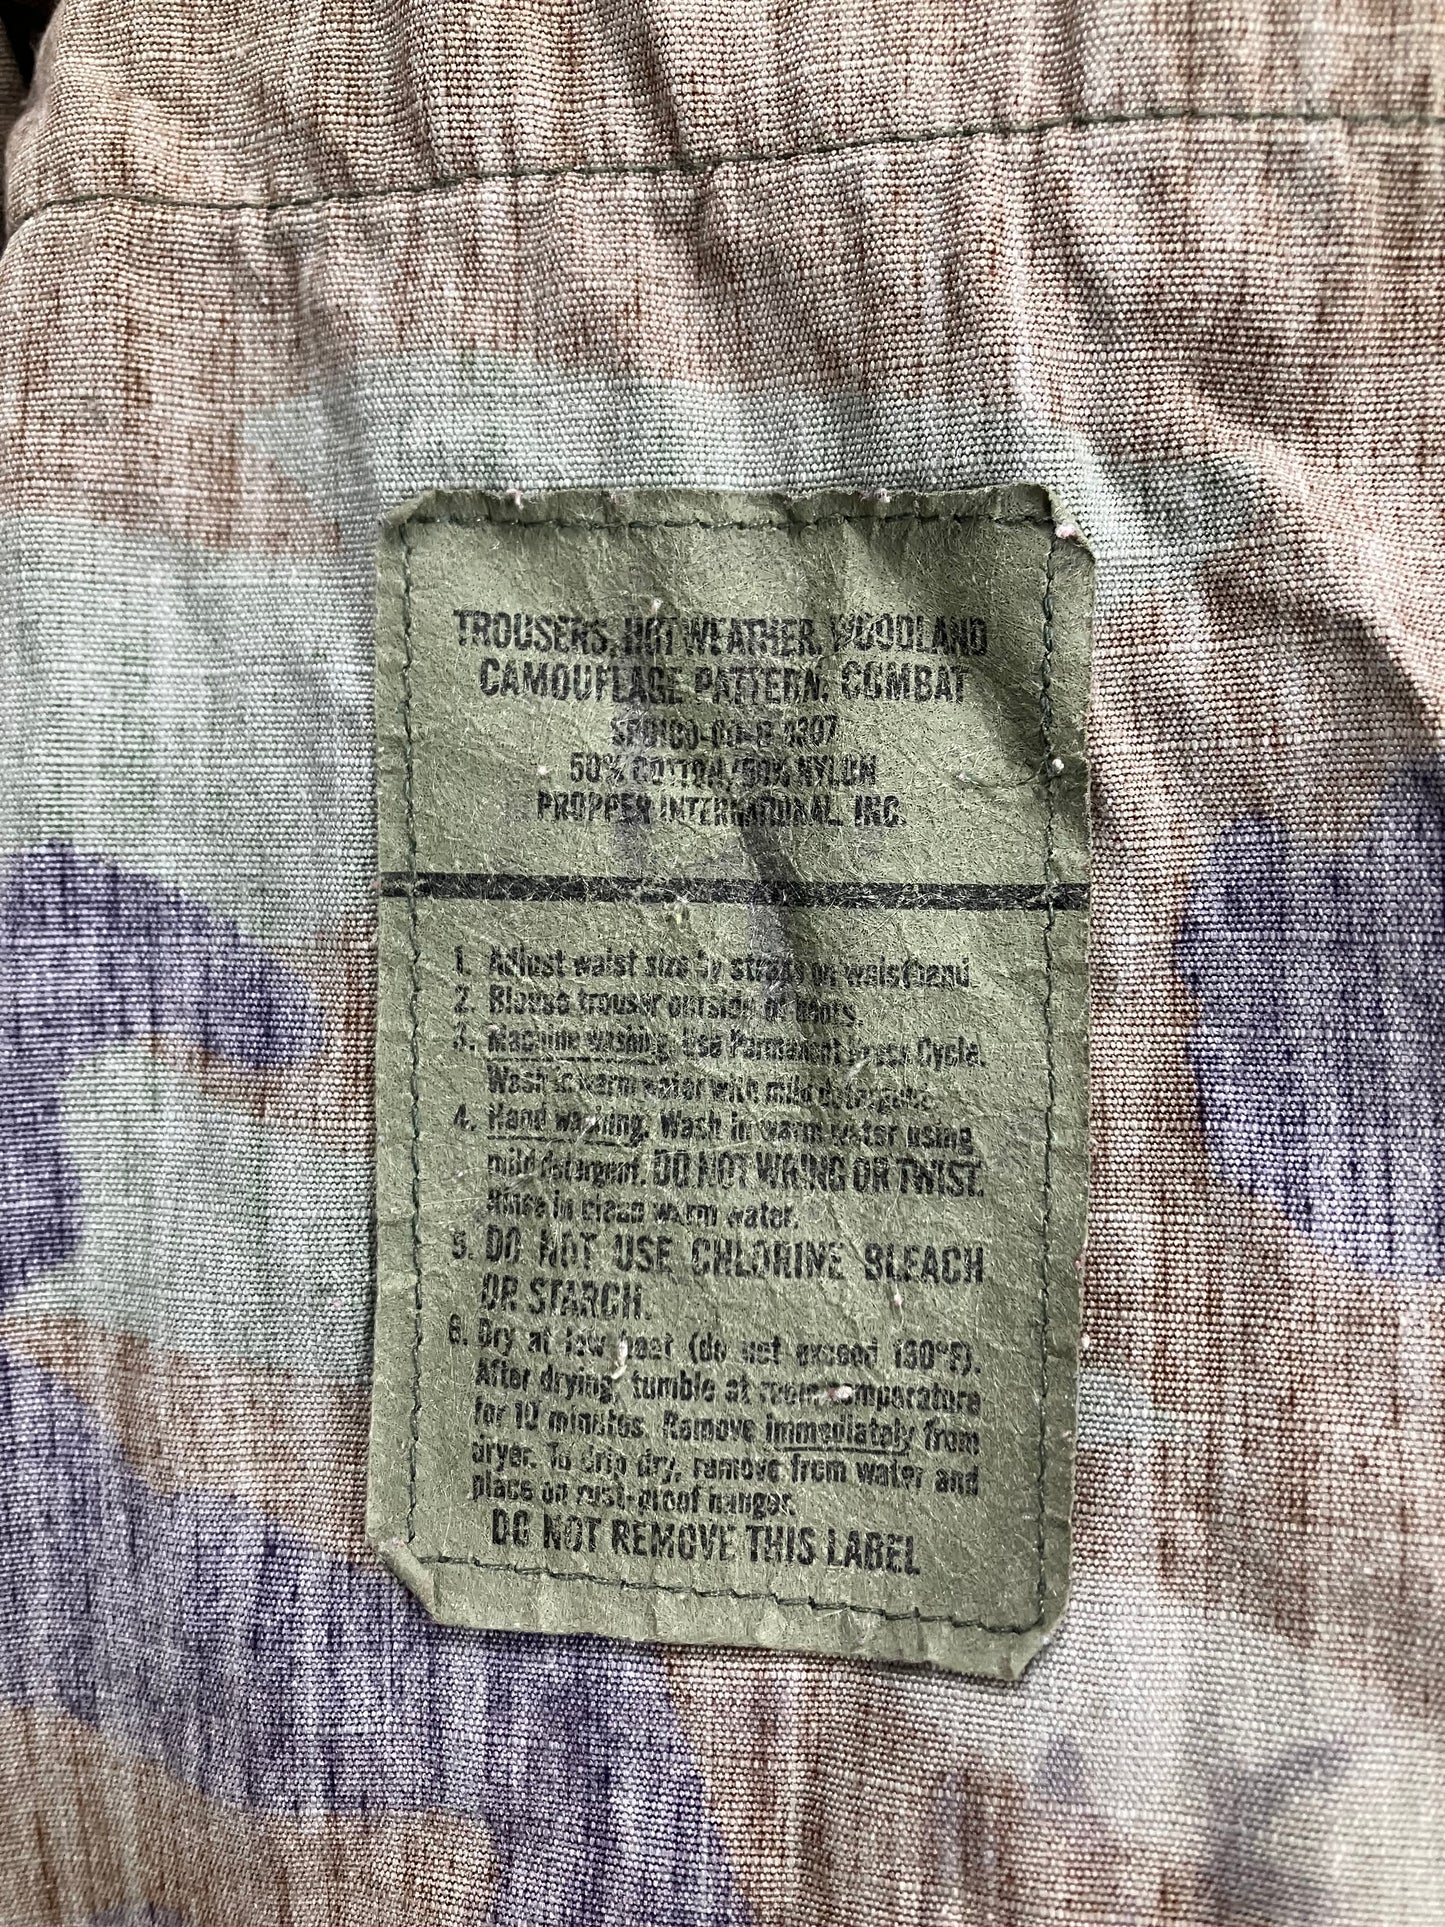 TROUSERS, HOT WEATHER, WOODLAND
CAMOUFLAGE PATTERN: COMBAT
50% COTTON/50% NYLON
PROPPER INTERNATIONAL, INC.
1. Adjust waist size by straps on waistband.
2. Blouse trouser outside of boots.
3. Machine washing: Use Permanent Press Cycle.
Wash in warm water with mild detergent.
4. Hand washing: Wash in warm water using
mild detergent. DO NOT WRING OR TWIST.
Rinse in clean warm water.
5. DO NOT USE CHLORINE BLEACH
OR STARCH.
6. Dry at low heat (do not exceed 130°F).
After drying, tumble at room temperature
for 10 minutes. Remove immediately from
dryer. To drip dry, remove from water and
place on rust-proof hanger.
DO NOT REMOVE THIS LABEL